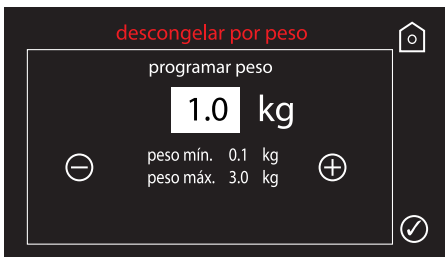 descongelar por peso
programar peso
1.0 kg
peso mín. 0.1 kg
peso máx. 3.0 kg